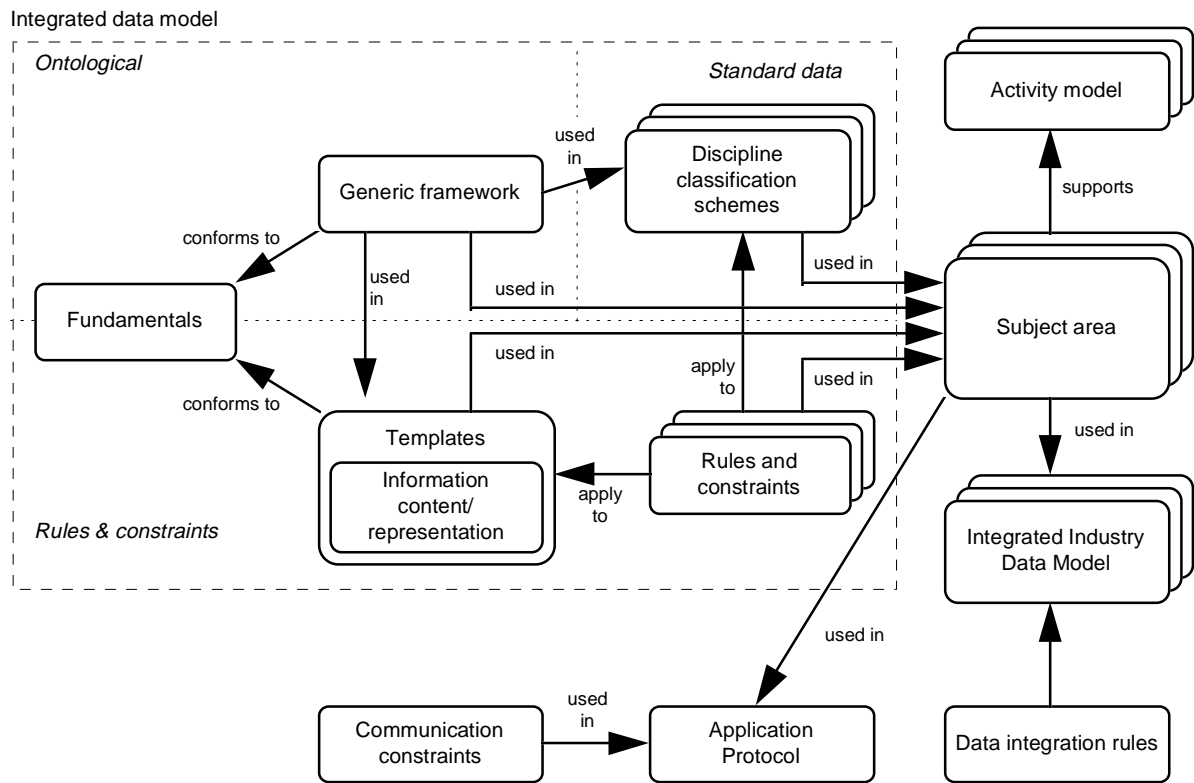 Integrated data model
Ontological
Standard data
Activity model
used
in
Discipline
classification
schemes
Generic framework
supports
conforms to
used
in
used in
used in
Fundamentals
Subject area
used in
apply
to
used in
conforms to
Templates
used in
Information
content/
representation
apply
to
Rules and
constraints
Rules & constraints
Integrated Industry
Data Model
used in
used
in
Communication
constraints
Application
Protocol
Data integration rules